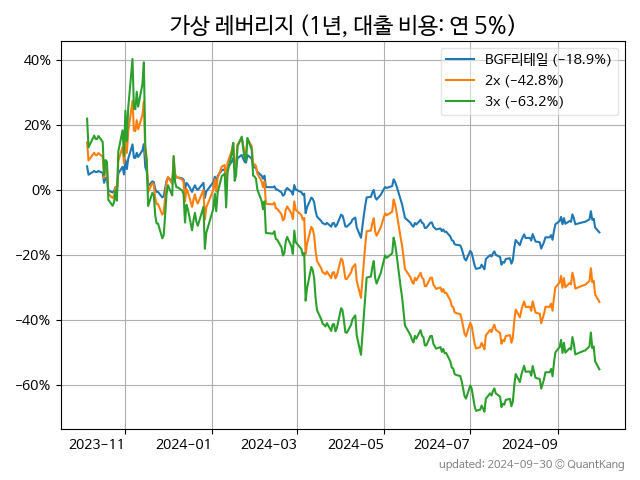 가상 레버리지 (1년, 대출 비용: 연 5%)
BGF리테일 (−18.9%)
2x (−42.8%)
3x (−63.2%)
40%
20%
0%
−20%
−40%
−60%
2023-11
2024-01
2024-03
2024-05
2024-07
2024-09
updated: 2024-09-30 © QuantKang